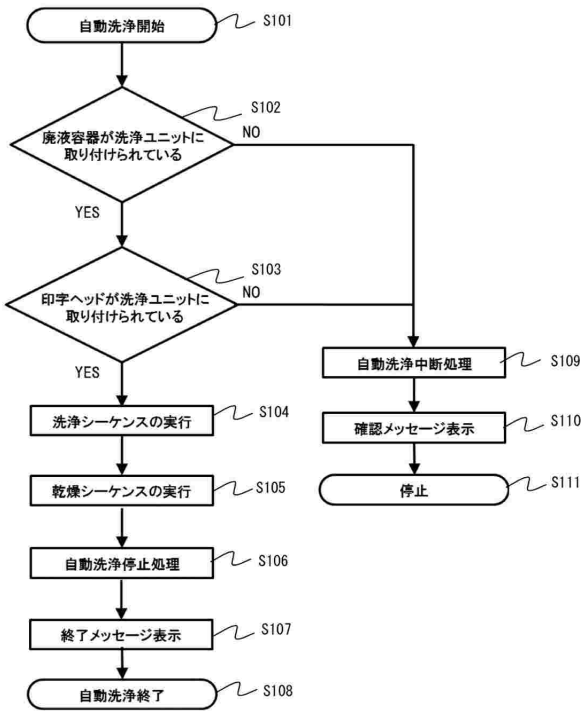 自動洗浄開始
S101
S102
廃液容器が洗浄ユニットに
取り付けられている
NO
YES
S103
印字ヘッドが洗浄ユニットに
取り付けられている
NO
YES
自動洗浄中断処理
S109
洗浄シーケンスの実行
S104
確認メッセージ表示
S110
乾燥シーケンスの実行
S105
停止
S111
自動洗浄停止処理
S106
終了メッセージ表示
S107
自動洗浄終了
S108